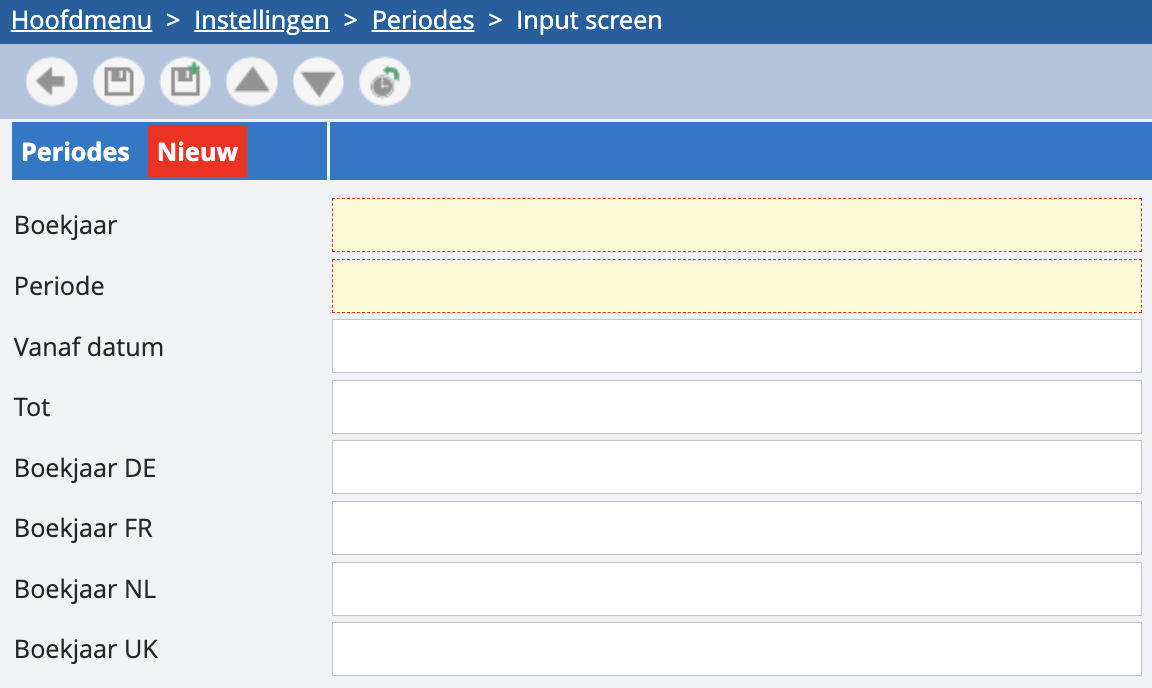 Hoofdmenu > Instellingen > Periodes > Input screen
Periodes Nieuw
Boekjaar
Periode
Vanaf datum
Tot
Boekjaar DE
Boekjaar FR
Boekjaar NL
Boekjaar UK